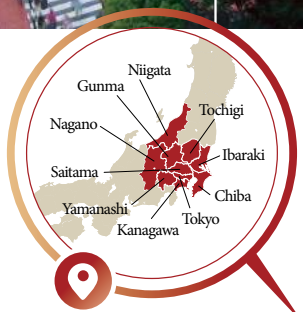 Niigata
Gunma
Tochigi
Nagano
Ibaraki
Saitama
Chiba
Yamanashi
Tokyo
Kanagawa